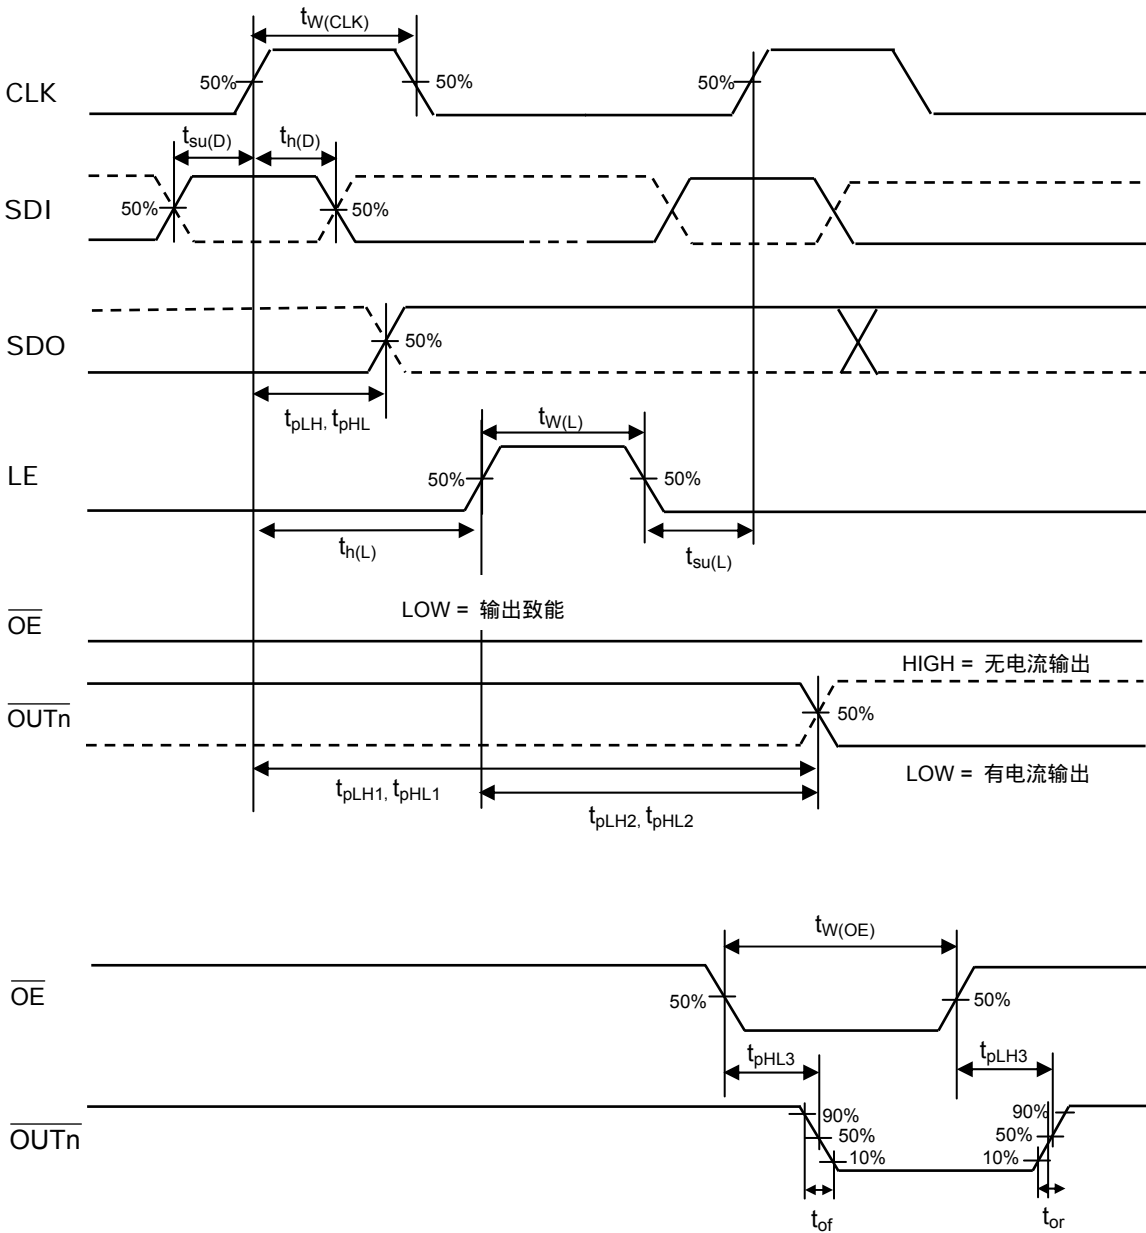 tW(CLK)
CLK
50%
50%
50%
tsu(D)
th(D)
SDI
50%
50%
SDO
50%
tpLH, tpHL
tW(L)
LE
50%
50%
th(L)
tsu(L)
LOW = 输出致能
OE
HIGH = 无电流输出
OUTn
50%
LOW = 有电流输出
tpLH1, tpHL1
tpLH2, tpHL2
tW(OE)
OE
50%
50%
tpHL3
tpLH3
OUTn
90%
50%
10%
90%
50%
10%
tof
tor